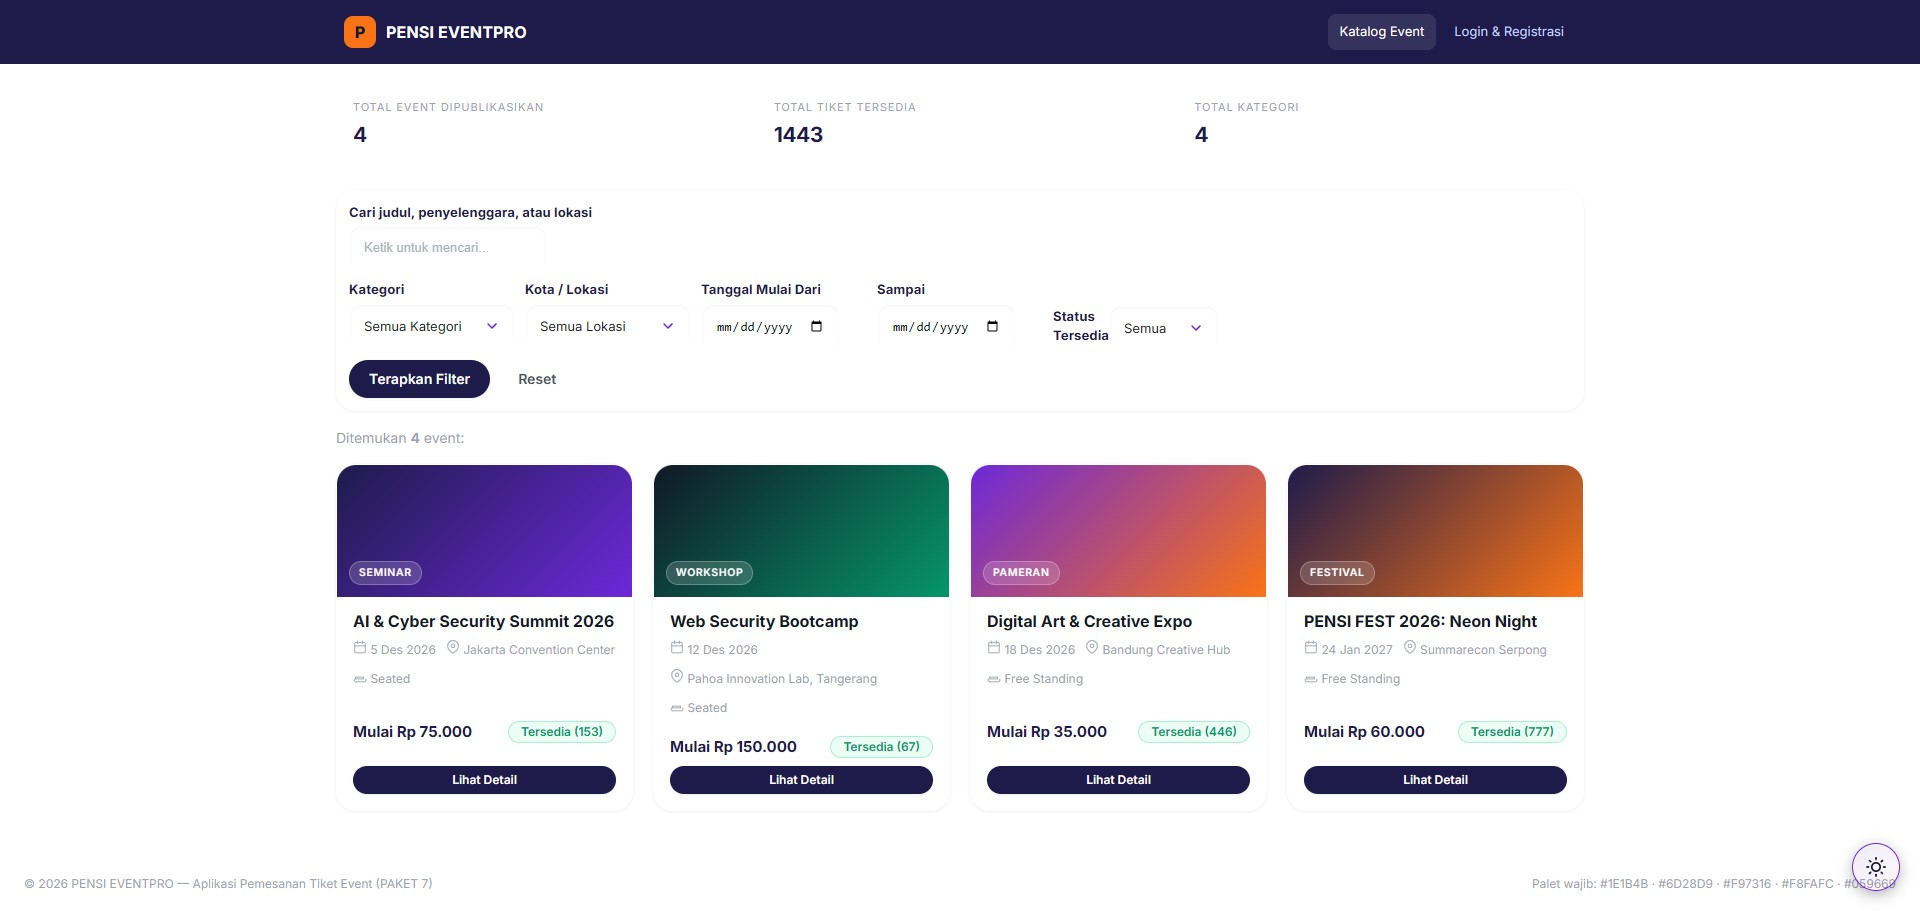 P PENSI EVENTPRO
Katalog Event Login & Registrasi
TOTAL EVENT DIPUBLIKASIKAN
4
TOTAL TIKET TERSEDIA
1443
TOTAL KATEGORI
4
Cari judul, penyelenggara, atau lokasi
Ketik untuk mencari...
Kategori
Semua Kategori
Kota / Lokasi
Semua Lokasi
Tanggal Mulai Dari
mm/dd/yyyy
Sampai
mm/dd/yyyy
Status
Tersedia
Semua
Terapkan Filter Reset
Ditemukan 4 event:
SEMINAR
AI & Cyber Security Summit 2026
5 Des 2026 Jakarta Convention Center
Seated
Mulai Rp 75.000 Tersedia (153)
Lihat Detail
WORKSHOP
Web Security Bootcamp
12 Des 2026
Pahoa Innovation Lab, Tangerang
Seated
Mulai Rp 150.000 Tersedia (67)
Lihat Detail
PAMERAN
Digital Art & Creative Expo
18 Des 2026 Bandung Creative Hub
Free Standing
Mulai Rp 35.000 Tersedia (446)
Lihat Detail
FESTIVAL
PENSI FEST 2026: Neon Night
24 Jan 2027 Summarecon Serpong
Free Standing
Mulai Rp 60.000 Tersedia (777)
Lihat Detail
© 2026 PENSI EVENTPRO — Aplikasi Pemesanan Tiket Event (PAKET 7)
Palet wajib: #1E1B4B · #6D28D9 · #F97316 · #F8FAFC · #059669